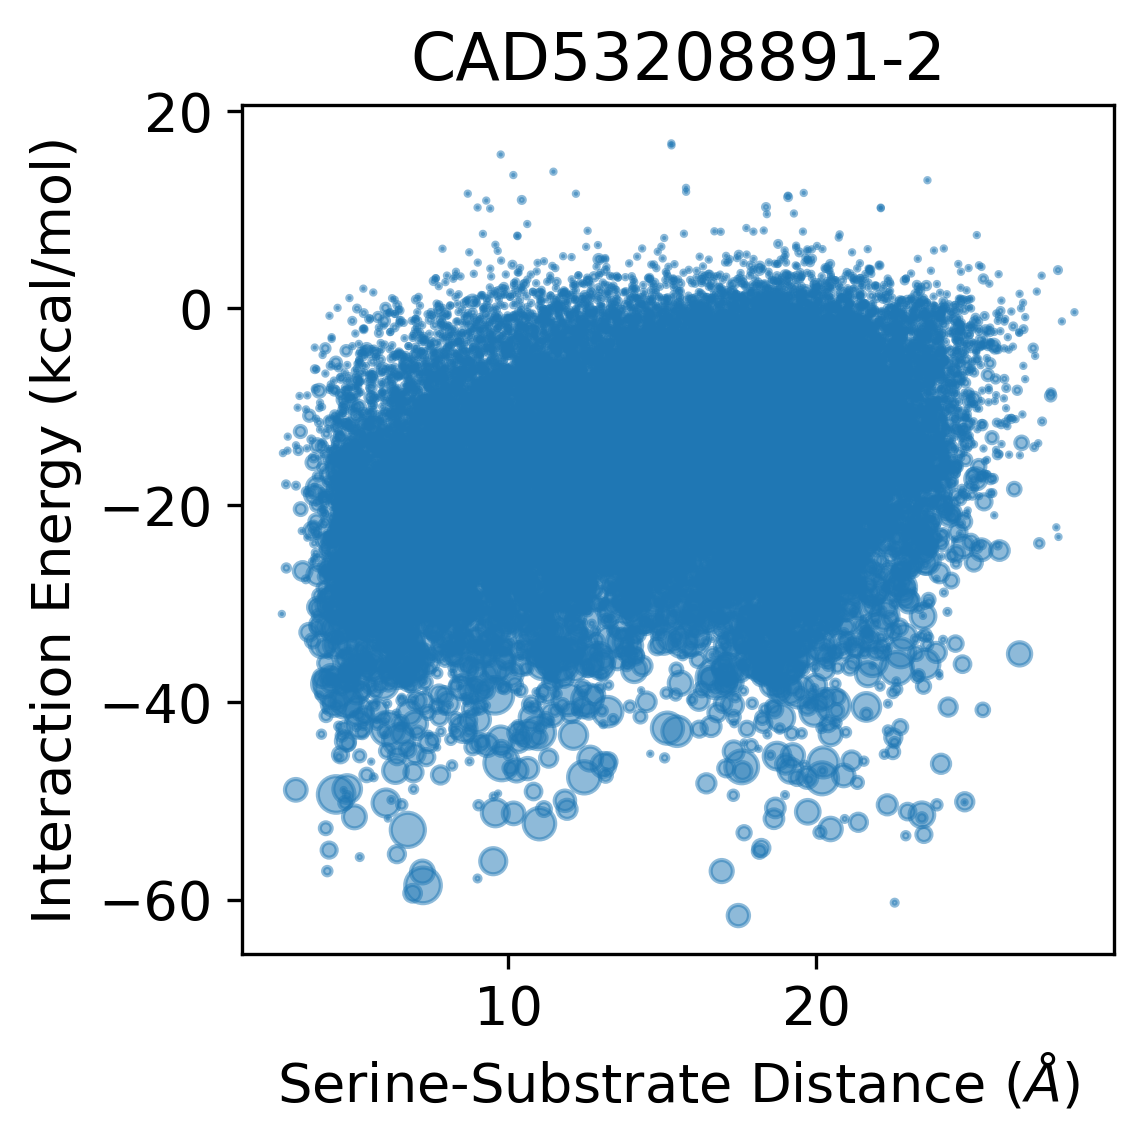 CAD53208891-2
20
0
−20
−40
−60
Interaction Energy (kcal/mol)
10
20
Serine-Substrate Distance (Å)